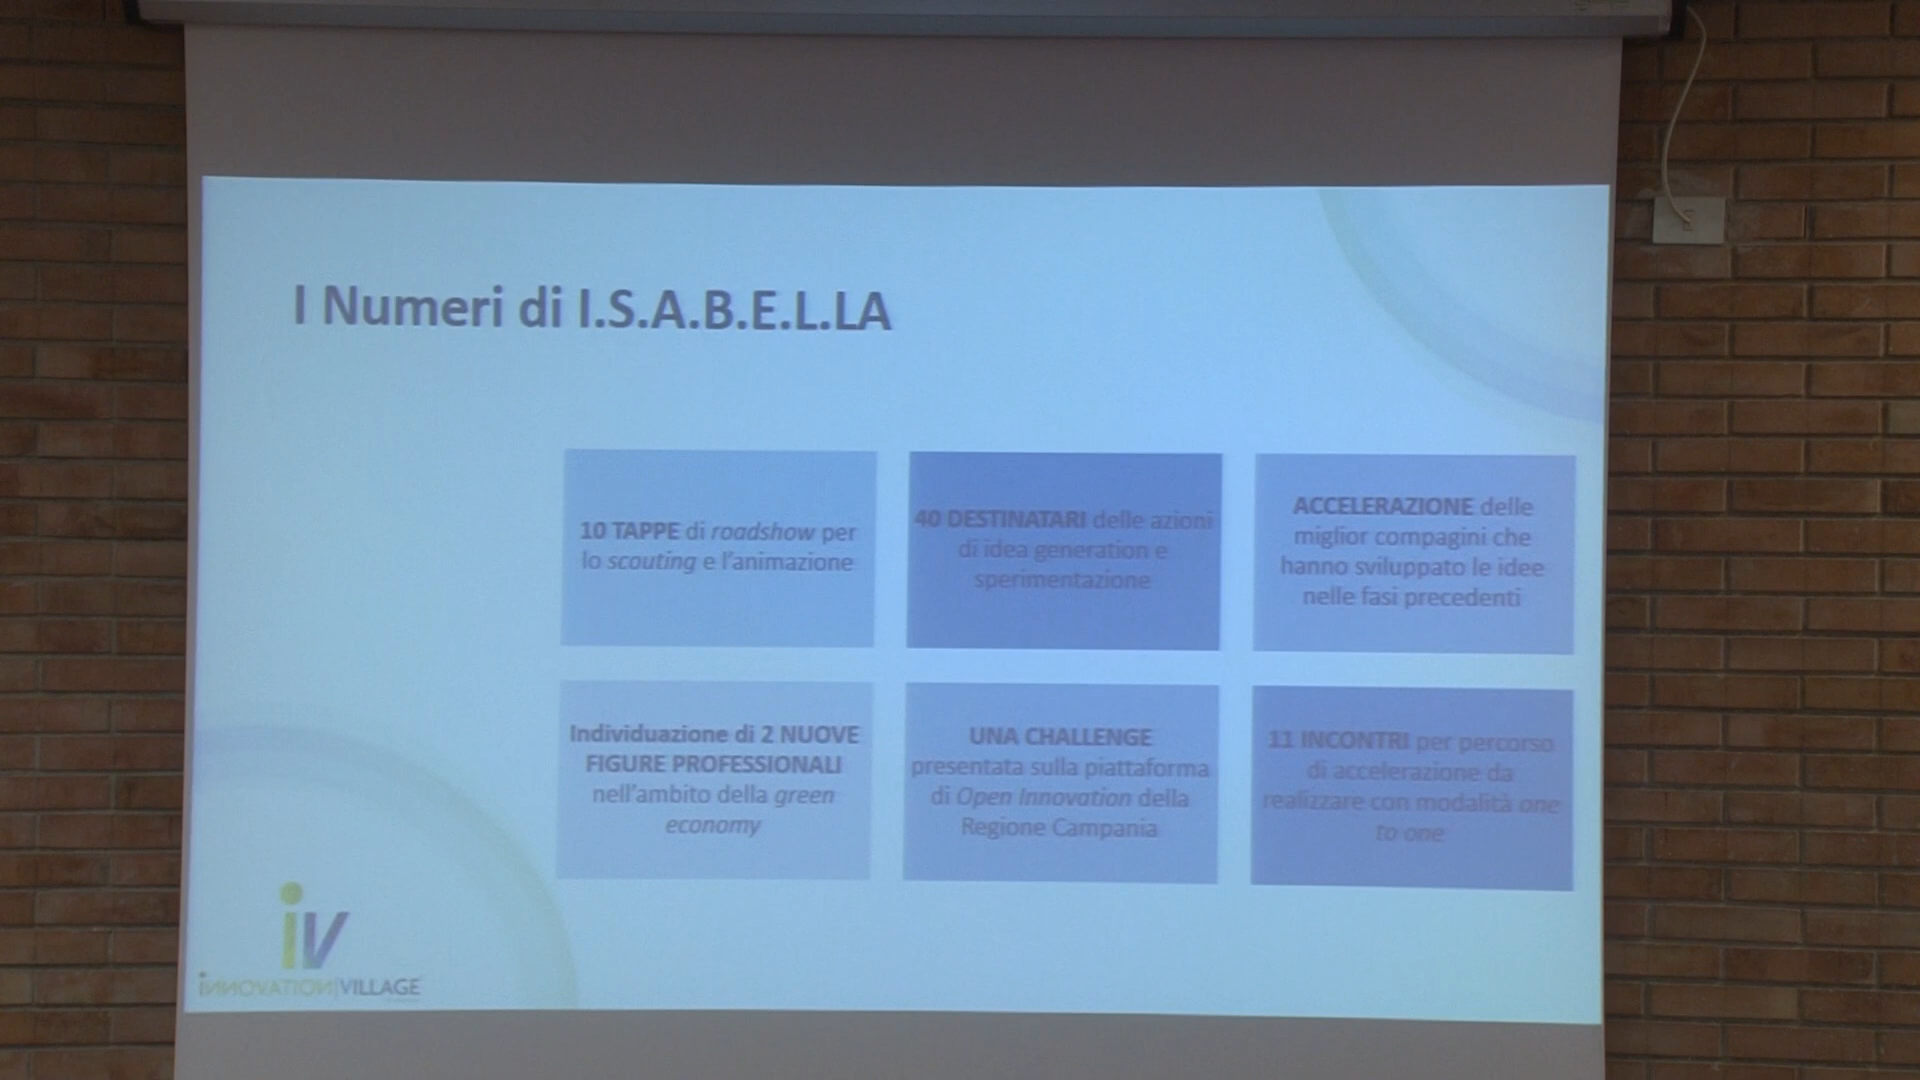 I Numeri di I.S.A.B.E.L.LA
10 TAPPE di roadshow per
lo scouting e l'animazione
40 DESTINATARI delle azioni
di idea generation e
sperimentazione
ACCELERAZIONE delle
miglior compagini che
hanno sviluppato le idee
nelle fasi precedenti
Individuazione di 2 NUOVE
FIGURE PROFESSIONALI
nell'ambito della green
economy
UNA CHALLENGE
presentata sulla piattaforma
di Open Innovation della
Regione Campania
11 INCONTRI per percorso
di accelerazione da
realizzare con modalità one
to one
iv
INNOVATION|VILLAGE